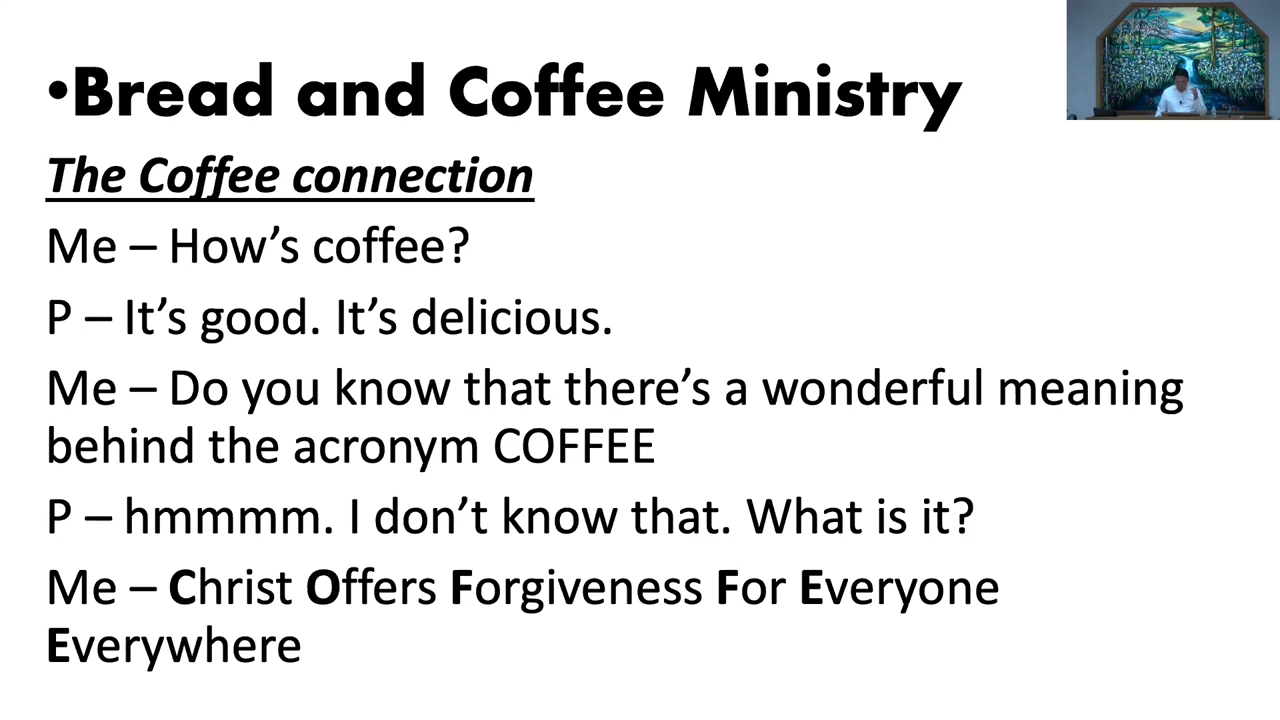 •Bread and Coffee Ministry
The Coffee connection
Me – How’s coffee?
P – It’s good. It’s delicious.
Me – Do you know that there’s a wonderful meaning
behind the acronym COFFEE
P – hmmmm. I don’t know that. What is it?
Me – Christ Offers Forgiveness For Everyone
Everywhere